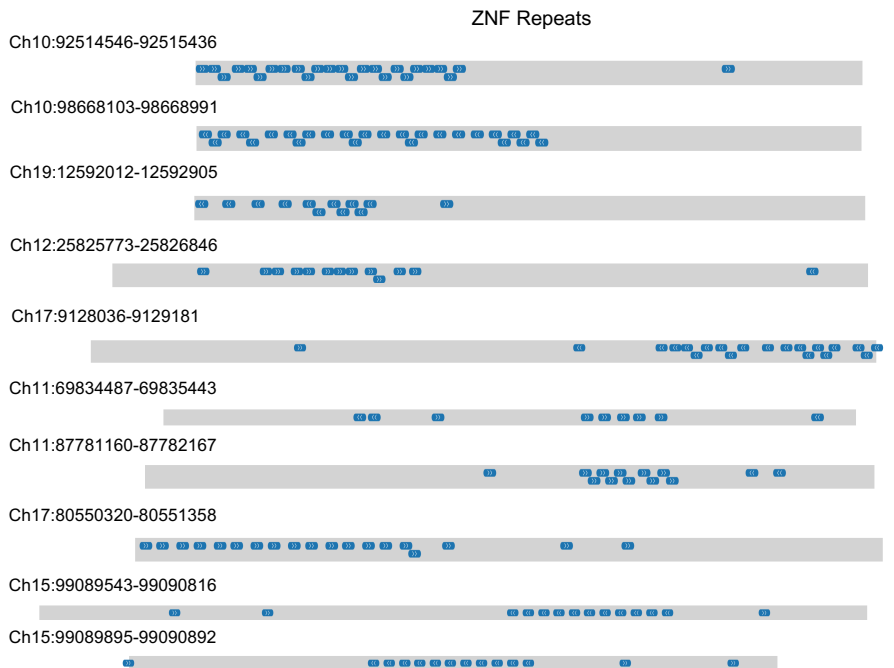 ZNF Repeats
Ch10:92514546-92515436
Ch10:98668103-98668991
Ch19:12592012-12592905
Ch12:25825773-25826846
Ch17:9128036-9129181
Ch11:69834487-69835443
Ch11:87781160-87782167
Ch17:80550320-80551358
Ch15:99089543-99090816
Ch15:99089895-99090892